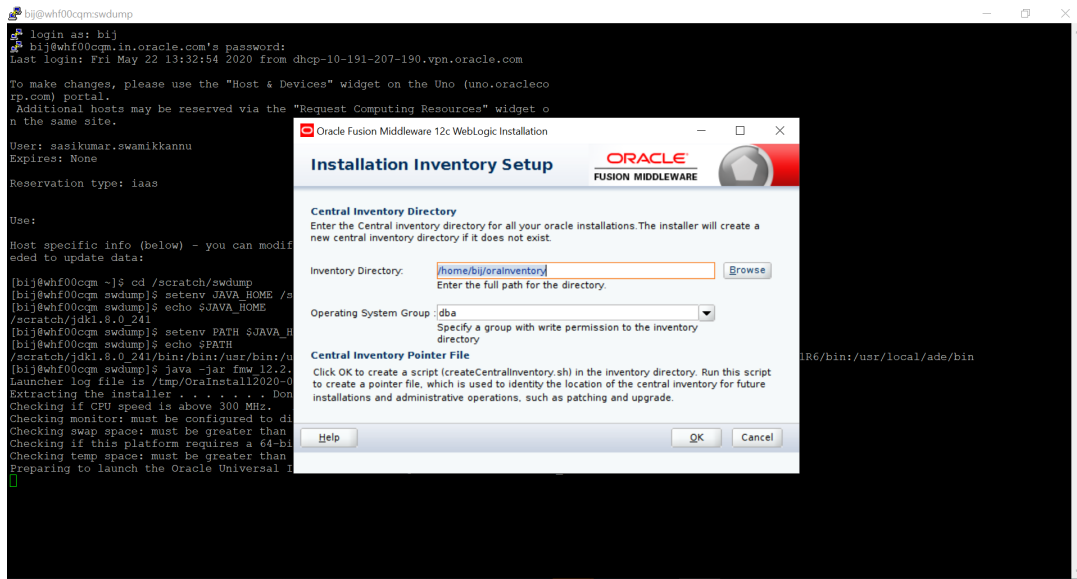 bij@whf00cqm:swdump
login as: bij
bij@whf00cqm.in.oracle.com's password:
Last login: Fri May 22 13:32:54 2020 from dhcp-10-191-207-190.vpn.oracle.com
To make changes, please use the "Host & Devices" widget on the Uno (uno.oracleco
rp.com) portal.
Additional hosts may be reserved via the "Request Computing Resources" widget o
n the same site.
User: sasikumar.swamikkannu
Expires: None
Reservation type: iaas
Use:
Host specific info (below) - you can modif
eded to update data:
[bij@whf00cqm ~]$ cd /scratch/swdump
[bij@whf00cqm swdump]$ setenv JAVA_HOME /s
[bij@whf00cqm swdump]$ echo $JAVA_HOME
/scratch/jdk1.8.0_241
[bij@whf00cqm swdump]$ setenv PATH $JAVA_H
[bij@whf00cqm swdump]$ echo $PATH
/scratch/jdk1.8.0_241/bin:/bin:/usr/bin:/u 1R6/bin:/usr/local/ade/bin
[bij@whf00cqm swdump]$ java -jar fmw_12.2.
Launcher log file is /tmp/OraInstall2020-0
Extracting the installer . . . . . . . Don
Checking if CPU speed is above 300 MHz.
Checking monitor: must be configured to di
Checking swap space: must be greater than
Checking if this platform requires a 64-bi
Checking temp space: must be greater than
Preparing to launch the Oracle Universal I
Oracle Fusion Middleware 12c WebLogic Installation
Installation Inventory Setup
ORACLE
FUSION MIDDLEWARE
Central Inventory Directory
Enter the Central inventory directory for all your oracle installations.The installer will create a
new central inventory directory if it does not exist.
Inventory Directory: /home/bij/oraInventory Browse
Enter the full path for the directory.
Operating System Group : dba
Specify a group with write permission to the inventory
directory
Central Inventory Pointer File
Click OK to create a script (createCentralInventory.sh) in the inventory directory. Run this script
to create a pointer file, which is used to identify the location of the central inventory for future
installations and administrative operations, such as patching and upgrade.
Help OK Cancel